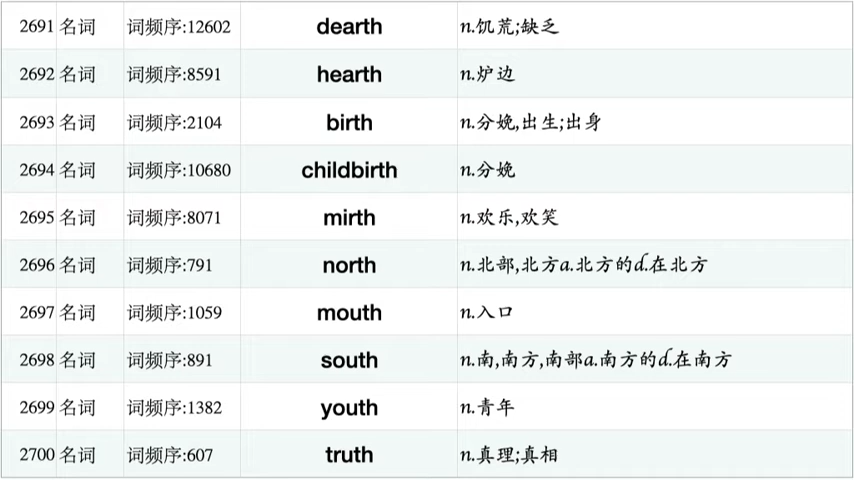 2691 名词 词频序:12602 dearth n.饥荒;缺乏
2692 名词 词频序:8591 hearth n.炉边
2693 名词 词频序:2104 birth n.分娩,出生;出身
2694 名词 词频序:10680 childbirth n.分娩
2695 名词 词频序:8071 mirth n.欢乐,欢笑
2696 名词 词频序:791 north n.北部,北方a.北方的d.在北方
2697 名词 词频序:1059 mouth n.入口
2698 名词 词频序:891 south n.南,南方,南部a.南方的d.在南方
2699 名词 词频序:1382 youth n.青年
2700 名词 词频序:607 truth n.真理;真相